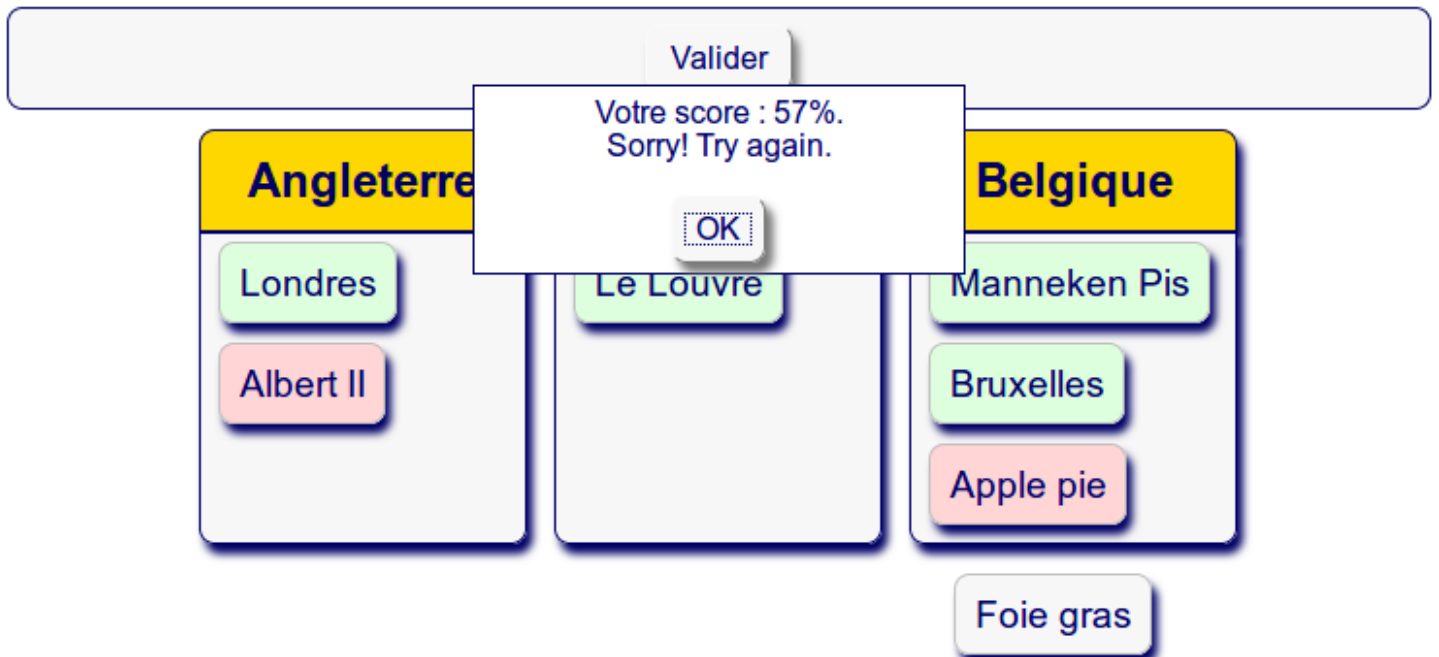 Valider
Votre score : 57%.
Sorry! Try again.
OK
Angleterre
Belgique
Londres
Le Louvre
Manneken Pis
Albert II
Bruxelles
Apple pie
Foie gras